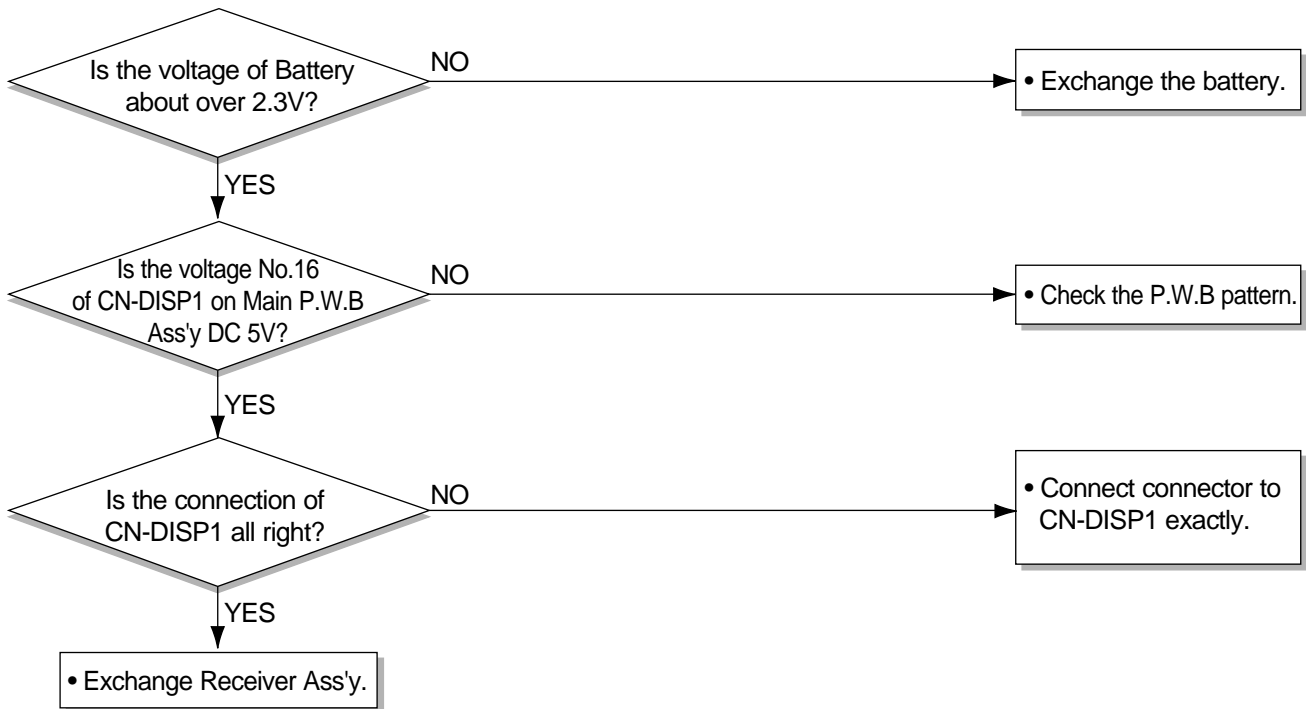 Is the voltage of Battery
about over 2.3V?
NO
• Exchange the battery.
YES
Is the voltage No.16
of CN-DISP1 on Main P.W.B
Ass'y DC 5V?
NO
• Check the P.W.B pattern.
YES
Is the connection of
CN-DISP1 all right?
NO
• Connect connector to
CN-DISP1 exactly.
YES
• Exchange Receiver Ass'y.